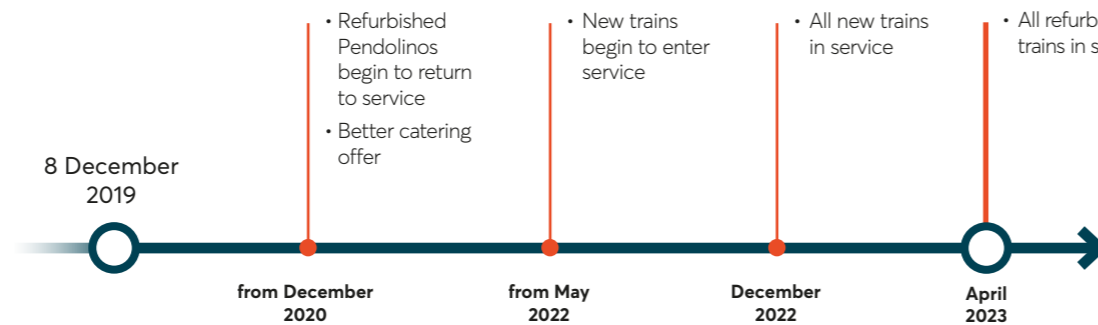 • Refurbished
Pendolinos
begin to return
to service
• Better catering
offer
• New trains
begin to enter
service
• All new trains
in service
• All
trains in
8 December
2019
from December
2020
from May
2022
December
2022
April
2023